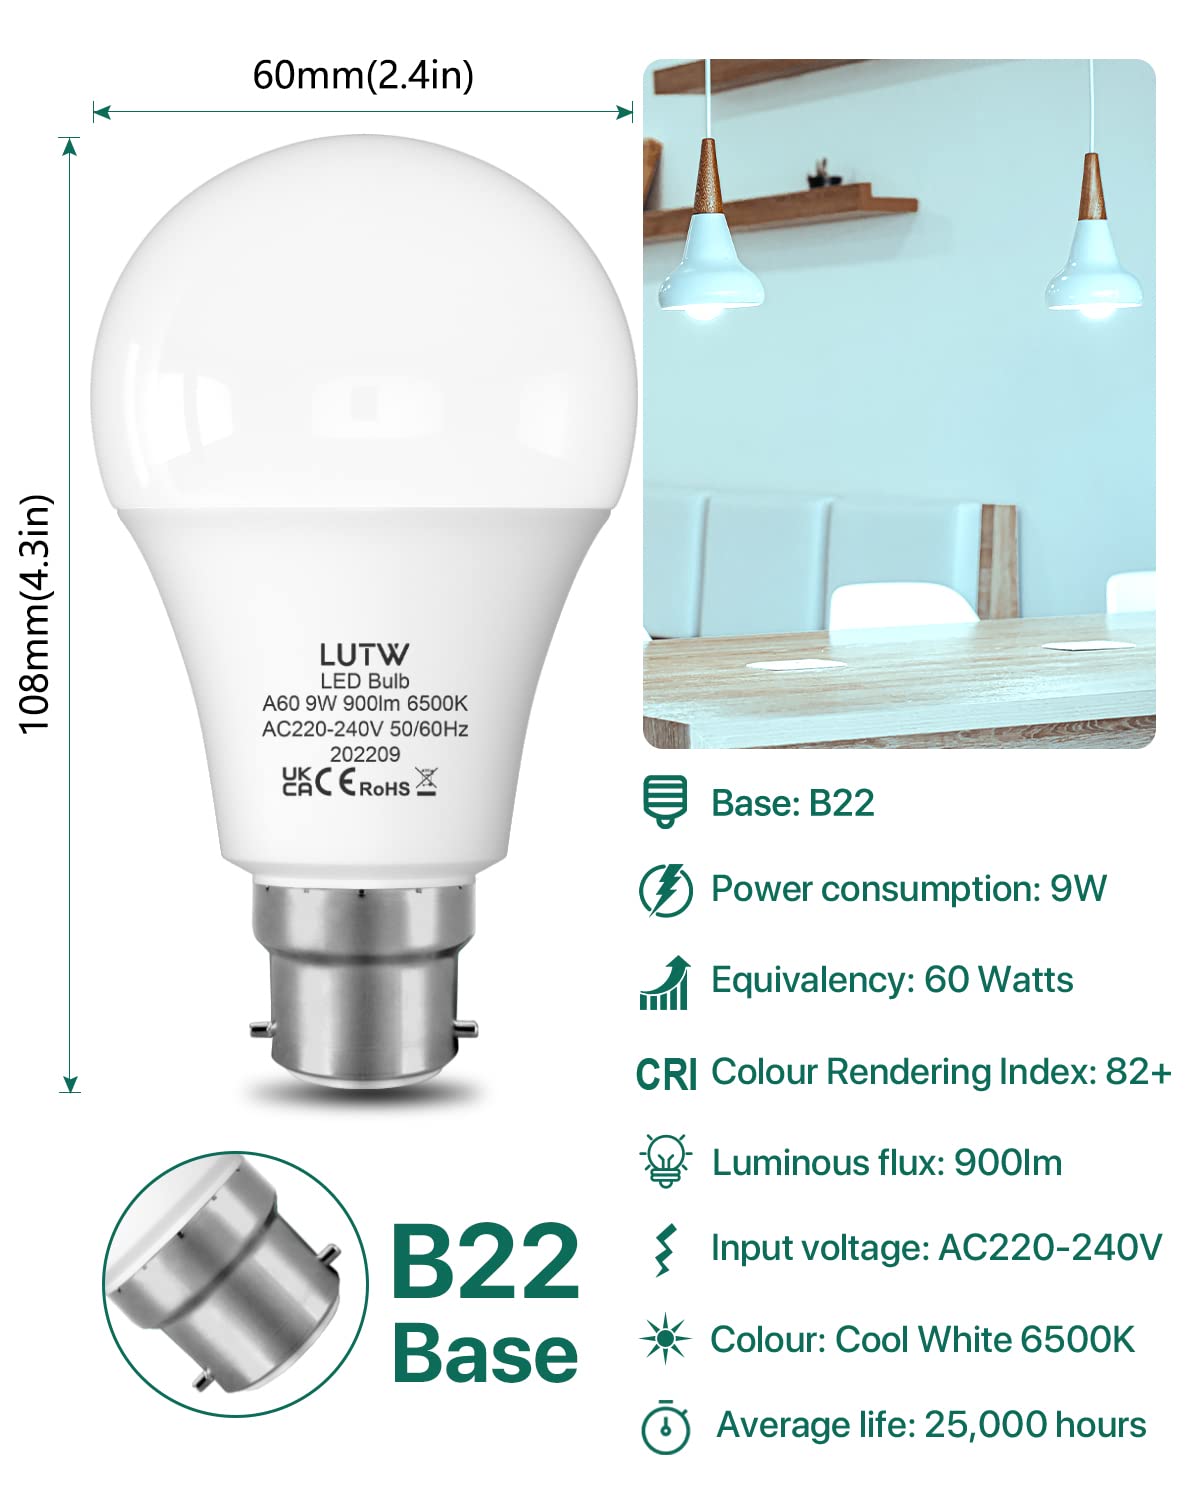 60mm(2.4in)
108mm(4.3in)
LUTW
LED Bulb
A60 9W 900lm 6500K
AC220-240V 50/60Hz
202209
UK
CA CE RoHS
B22
Base
Base: B22
Power consumption: 9W
Equivalency: 60 Watts
CRI Colour Rendering Index: 82+
Luminous flux: 900lm
Input voltage: AC220-240V
Colour: Cool White 6500K
Average life: 25,000 hours